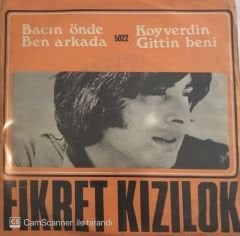 Bacın önde
Ben arkada
5022
Koyverdin
Gittin beni
FİKRET KIZILOK
CS CamScanner ile tarandı